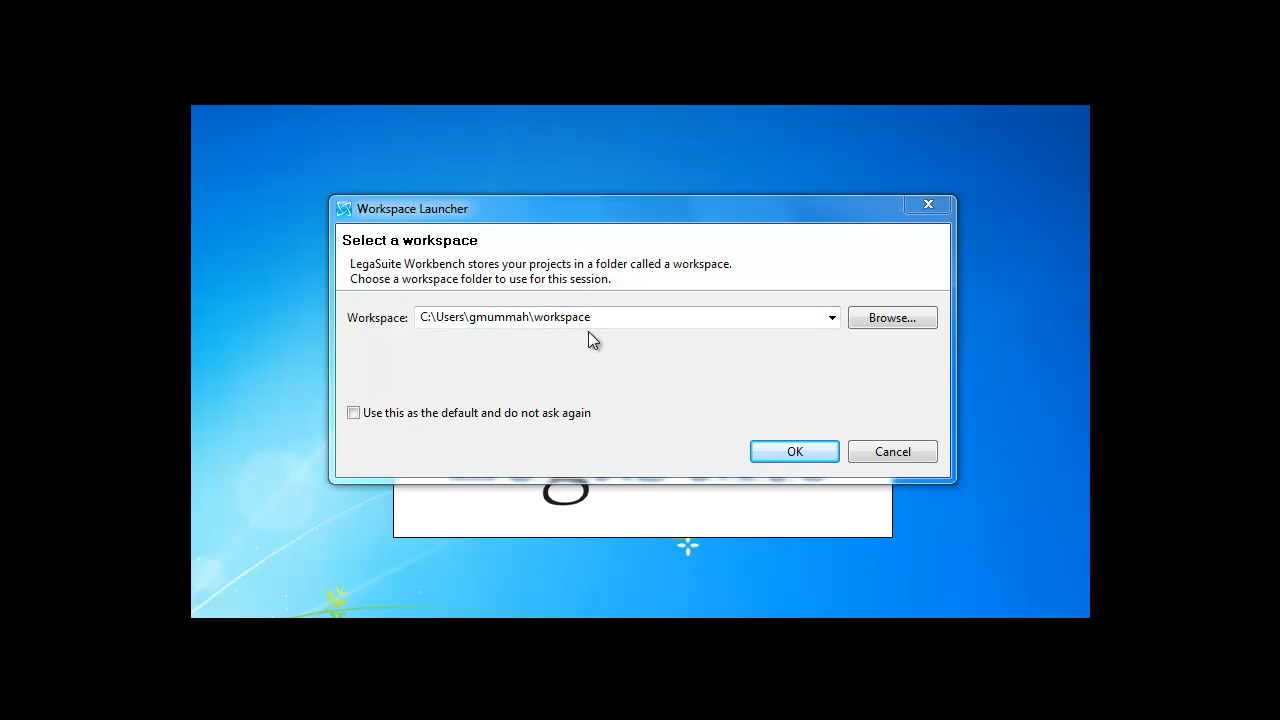 Workspace Launcher
Select a workspace
LegaSuite Workbench stores your projects in a folder called a workspace.
Choose a workspace folder to use for this session.
Workspace: C:\Users\gmummah\workspace Browse...
Use this as the default and do not ask again
OK Cancel